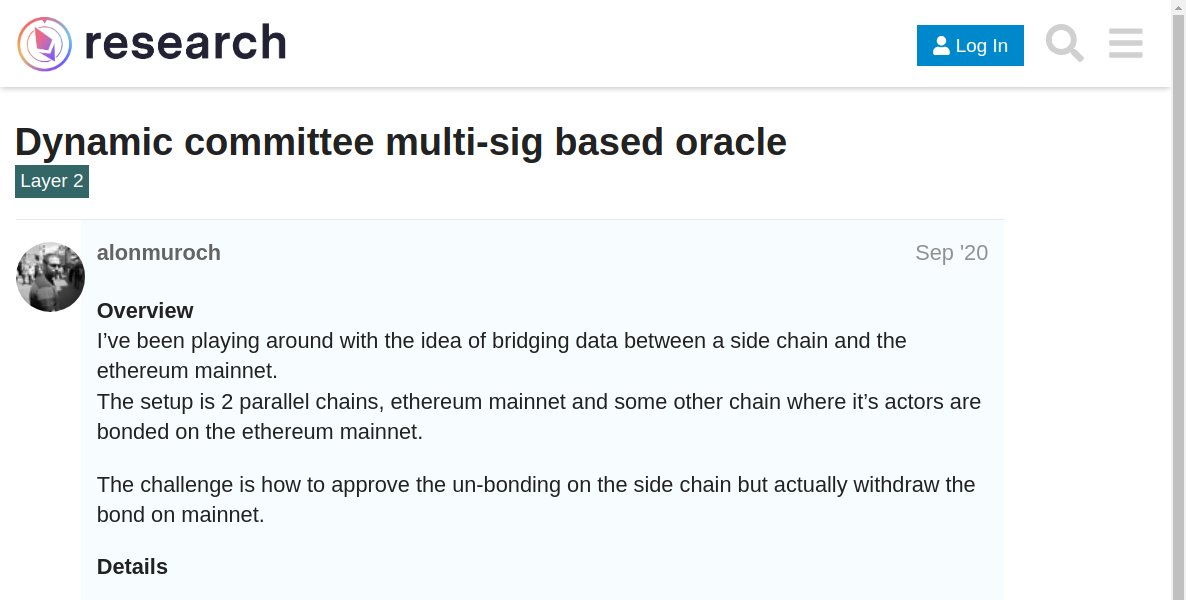 research
Log In
Dynamic committee multi-sig based oracle
Layer 2
alonmuroch
Sep '20
Overview
I’ve been playing around with the idea of bridging data between a side chain and the
ethereum mainnet.
The setup is 2 parallel chains, ethereum mainnet and some other chain where it’s actors are
bonded on the ethereum mainnet.
The challenge is how to approve the un-bonding on the side chain but actually withdraw the
bond on mainnet.
Details